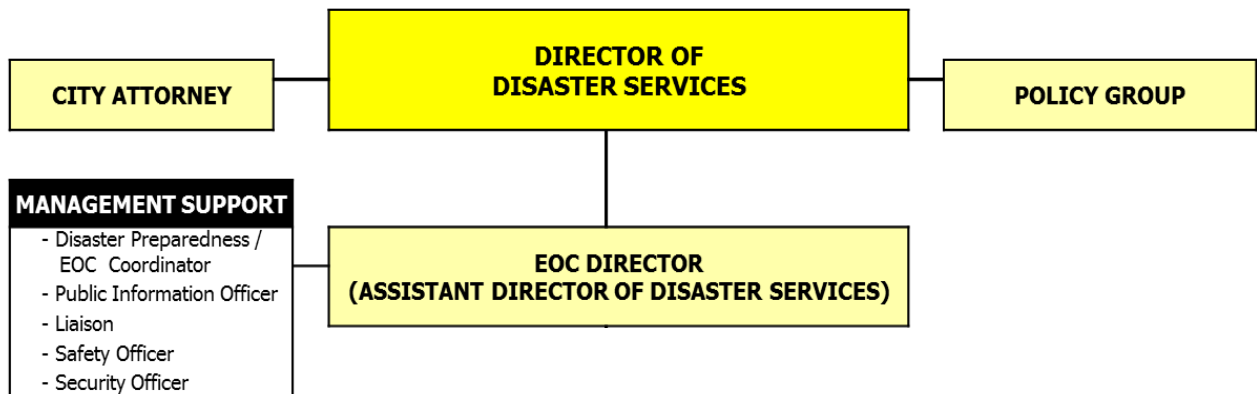 DIRECTOR OF
DISASTER SERVICES
CITY ATTORNEY
POLICY GROUP
MANAGEMENT SUPPORT
- Disaster Preparedness /
EOC Coordinator
- Public Information Officer
- Liaison
- Safety Officer
- Security Officer
EOC DIRECTOR
(ASSISTANT DIRECTOR OF DISASTER SERVICES)